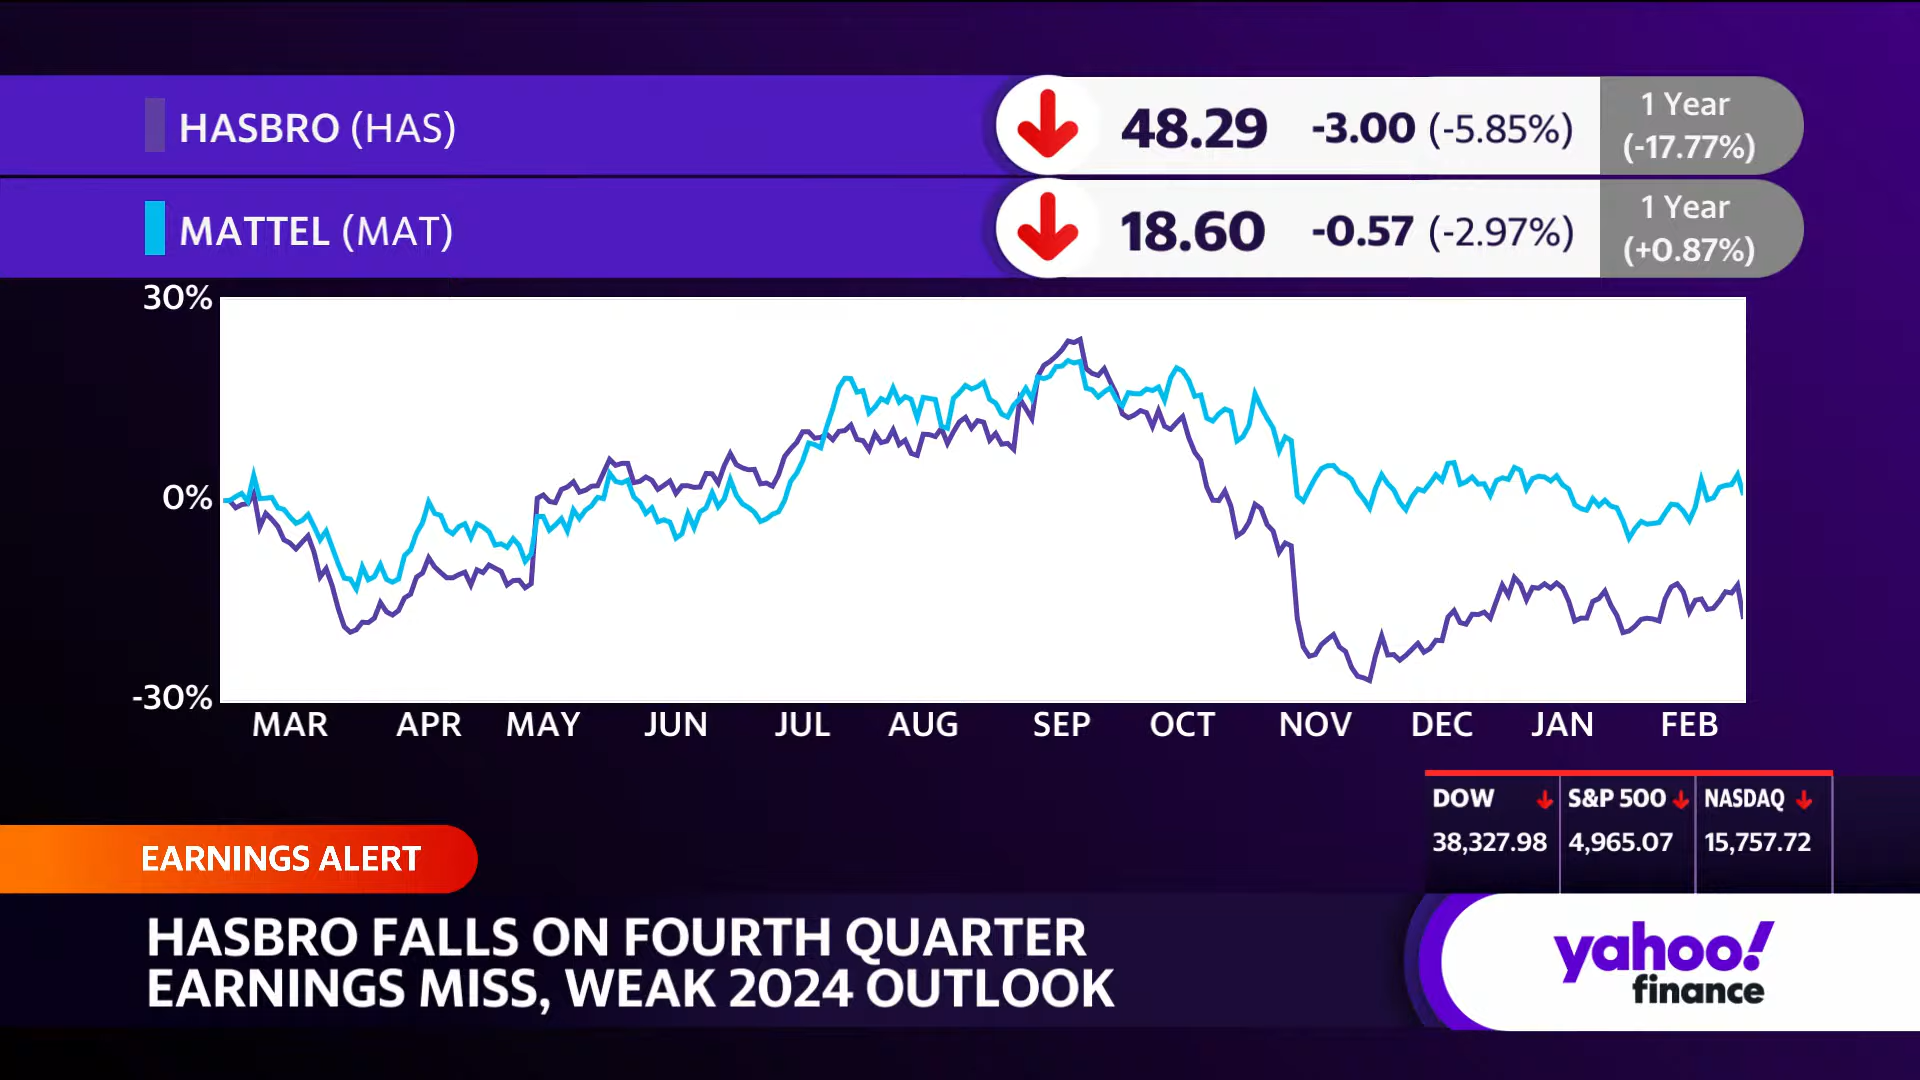 HASBRO (HAS) 48.29 -3.00 (-5.85%) 1 Year (-17.77%)
MATTEL (MAT) 18.60 -0.57 (-2.97%) 1 Year (+0.87%)
30%
0%
-30%
MAR APR MAY JUN JUL AUG SEP OCT NOV DEC JAN FEB
DOW S&P 500 NASDAQ
38,327.98 4,965.07 15,757.72
EARNINGS ALERT
HASBRO FALLS ON FOURTH QUARTER
EARNINGS MISS, WEAK 2024 OUTLOOK
yahoo!
finance